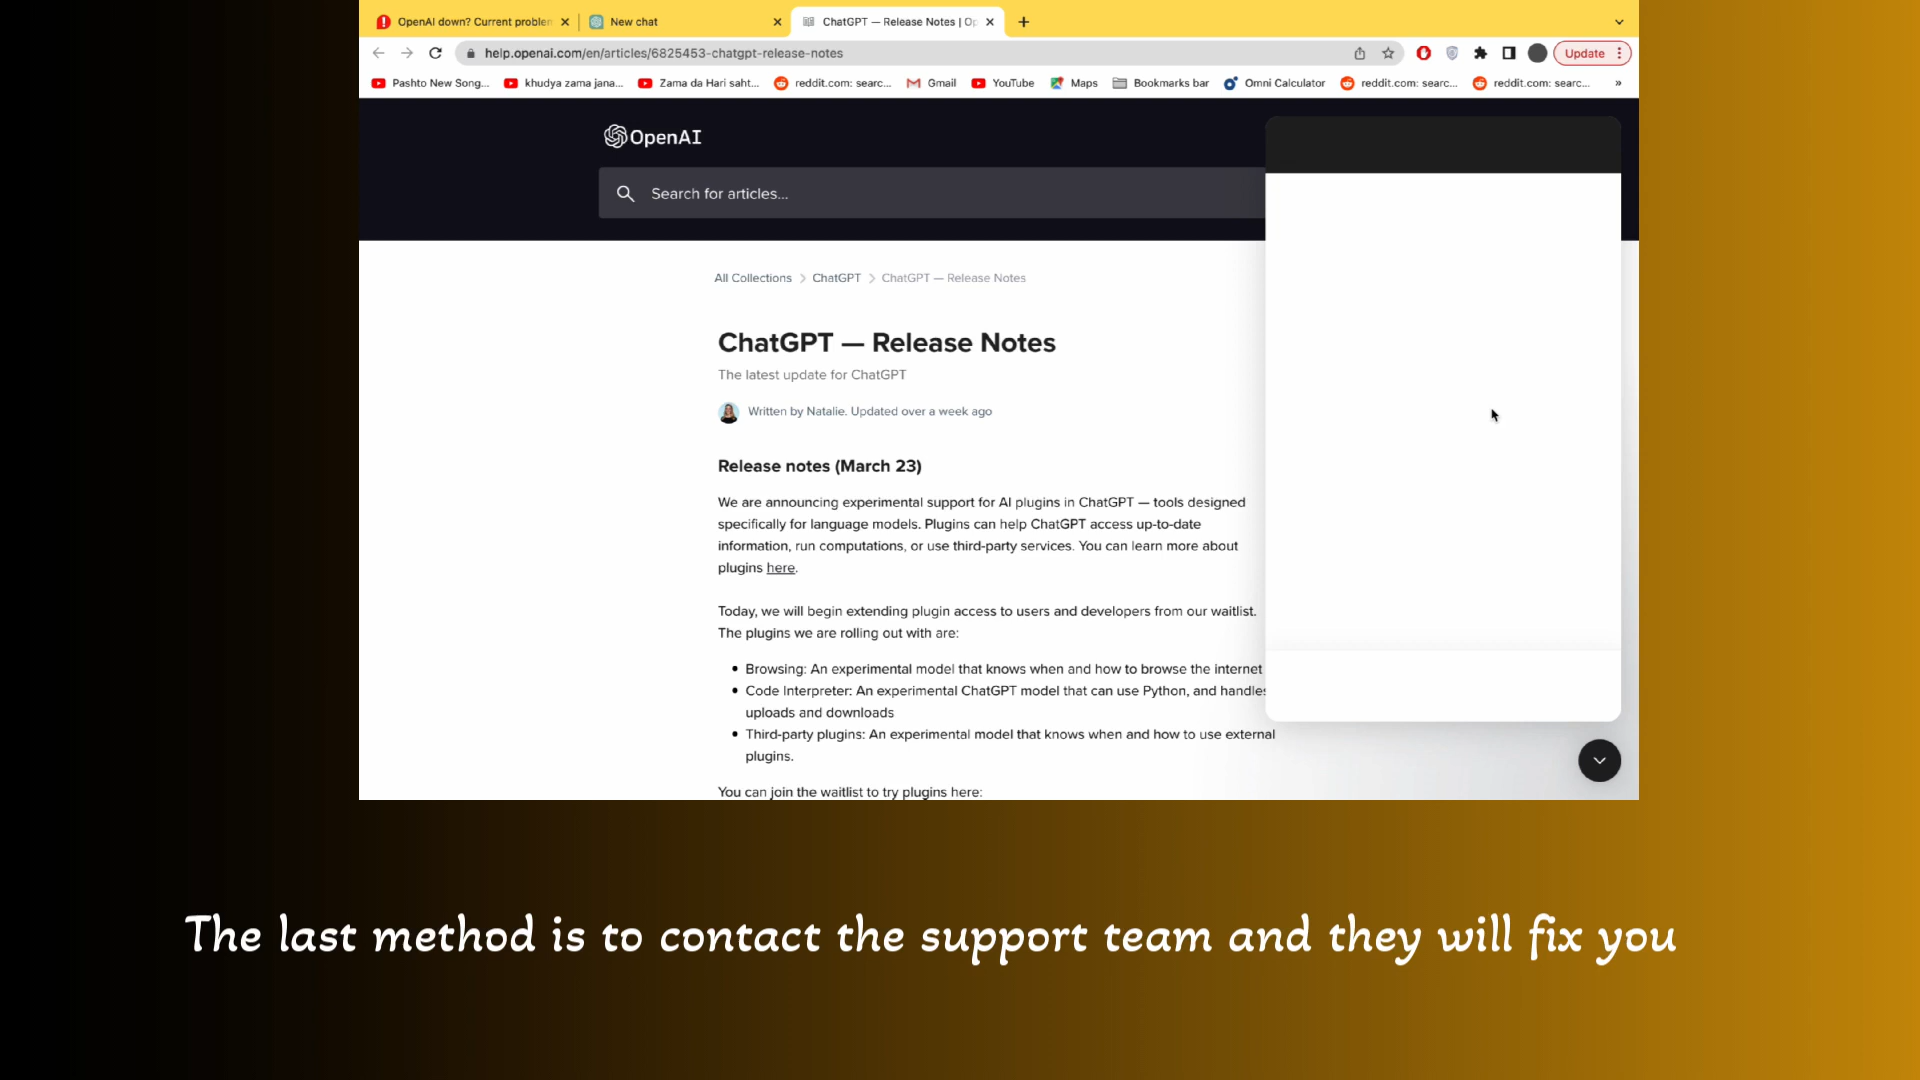 OpenAI down? Current problem
New chat
ChatGPT — Release Notes | Op
help.openai.com/en/articles/6825453-chatgpt-release-notes
Update
Pashto New Song...
khudya zama jana...
Zama da Hari saht...
reddit.com: searc...
Gmail
YouTube
Maps
Bookmarks bar
Omni Calculator
reddit.com: searc...
reddit.com: searc...
»
OpenAI
Search for articles...
All Collections > ChatGPT > ChatGPT — Release Notes
ChatGPT — Release Notes
The latest update for ChatGPT
Written by Natalie. Updated over a week ago
Release notes (March 23)
We are announcing experimental support for AI plugins in ChatGPT — tools designed
specifically for language models. Plugins can help ChatGPT access up-to-date
information, run computations, or use third-party services. You can learn more about
plugins here.
Today, we will begin extending plugin access to users and developers from our waitlist.
The plugins we are rolling out with are:
• Browsing: An experimental model that knows when and how to browse the internet
• Code Interpreter: An experimental ChatGPT model that can use Python, and handles
uploads and downloads
• Third-party plugins: An experimental model that knows when and how to use external
plugins.
You can join the waitlist to try plugins here:
The last method is to contact the support team and they will fix you